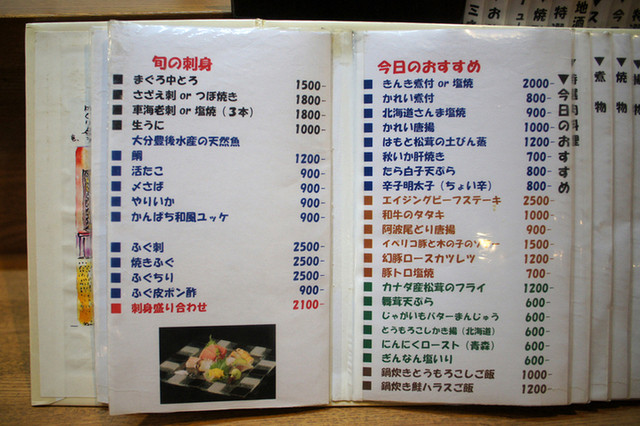 旬の刺身
まぐろ中とろ 1500-
さざえ刺 or つぼ焼き 1800-
車海老刺 or 塩焼（3本） 1800-
生うに 1000-
大分豊後水産の天然魚
鯛 1200-
活たこ 900-
〆さば 900-
やりいか 900-
かんぱち和風ユッケ 900-
ふぐ刺 2500-
焼きふぐ 2500-
ふぐちり 2500-
ふぐ皮ポン酢 900-
刺身盛り合わせ 2100-
今日のおすすめ
きんき煮付 or 塩焼 2000-
かれい煮付 800-
北海道さんま塩焼 900-
かれい唐揚 1000-
はもと松茸の土びん蒸 1200-
秋いか肝焼き 700-
たら白子天ぷら 800-
辛子明太子（ちょい辛） 800-
エイジングビーフステーキ 2500-
和牛のタタキ 1000-
阿波尾どり唐揚 900-
イベリコ豚と木の子のソテー 1500-
幻豚ロースカツレツ 1200-
豚トロ塩焼 700-
カナダ産松茸のフライ 1200-
舞茸天ぷら 600-
じゃがいもバターまんじゅう 600-
とうもろこしかき揚（北海道） 600-
にんにくロースト（青森） 600-
ぎんなん塩いり 600-
鍋炊きとうもろこしご飯 1000-
鍋炊き鮭ハラスご飯 1200-
▼今日のおすすめ
▼煮物